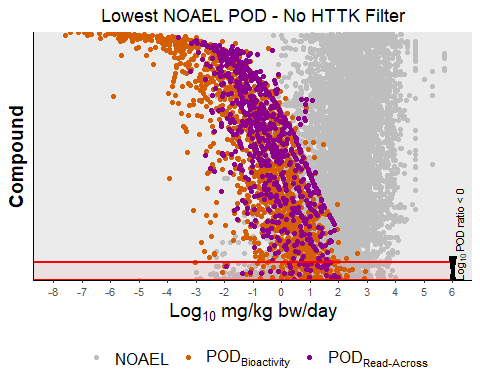 Lowest NOAEL POD - No HTTK Filter
Compound
Log10 POD ratio < 0
-8 -7 -6 -5 -4 -3 -2 -1 0 1 2 3 4 5 6
Log10 mg/kg bw/day
NOAEL PODBioactivity PODRead-Across